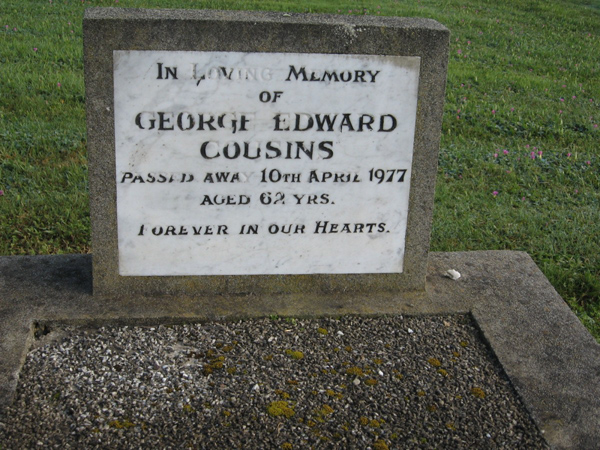 IN LOVING MEMORY
OF
GEORGE EDWARD
COUSINS
PASSED AWAY 10TH APRIL 1977
AGED 62 YRS.
FOREVER IN OUR HEARTS.